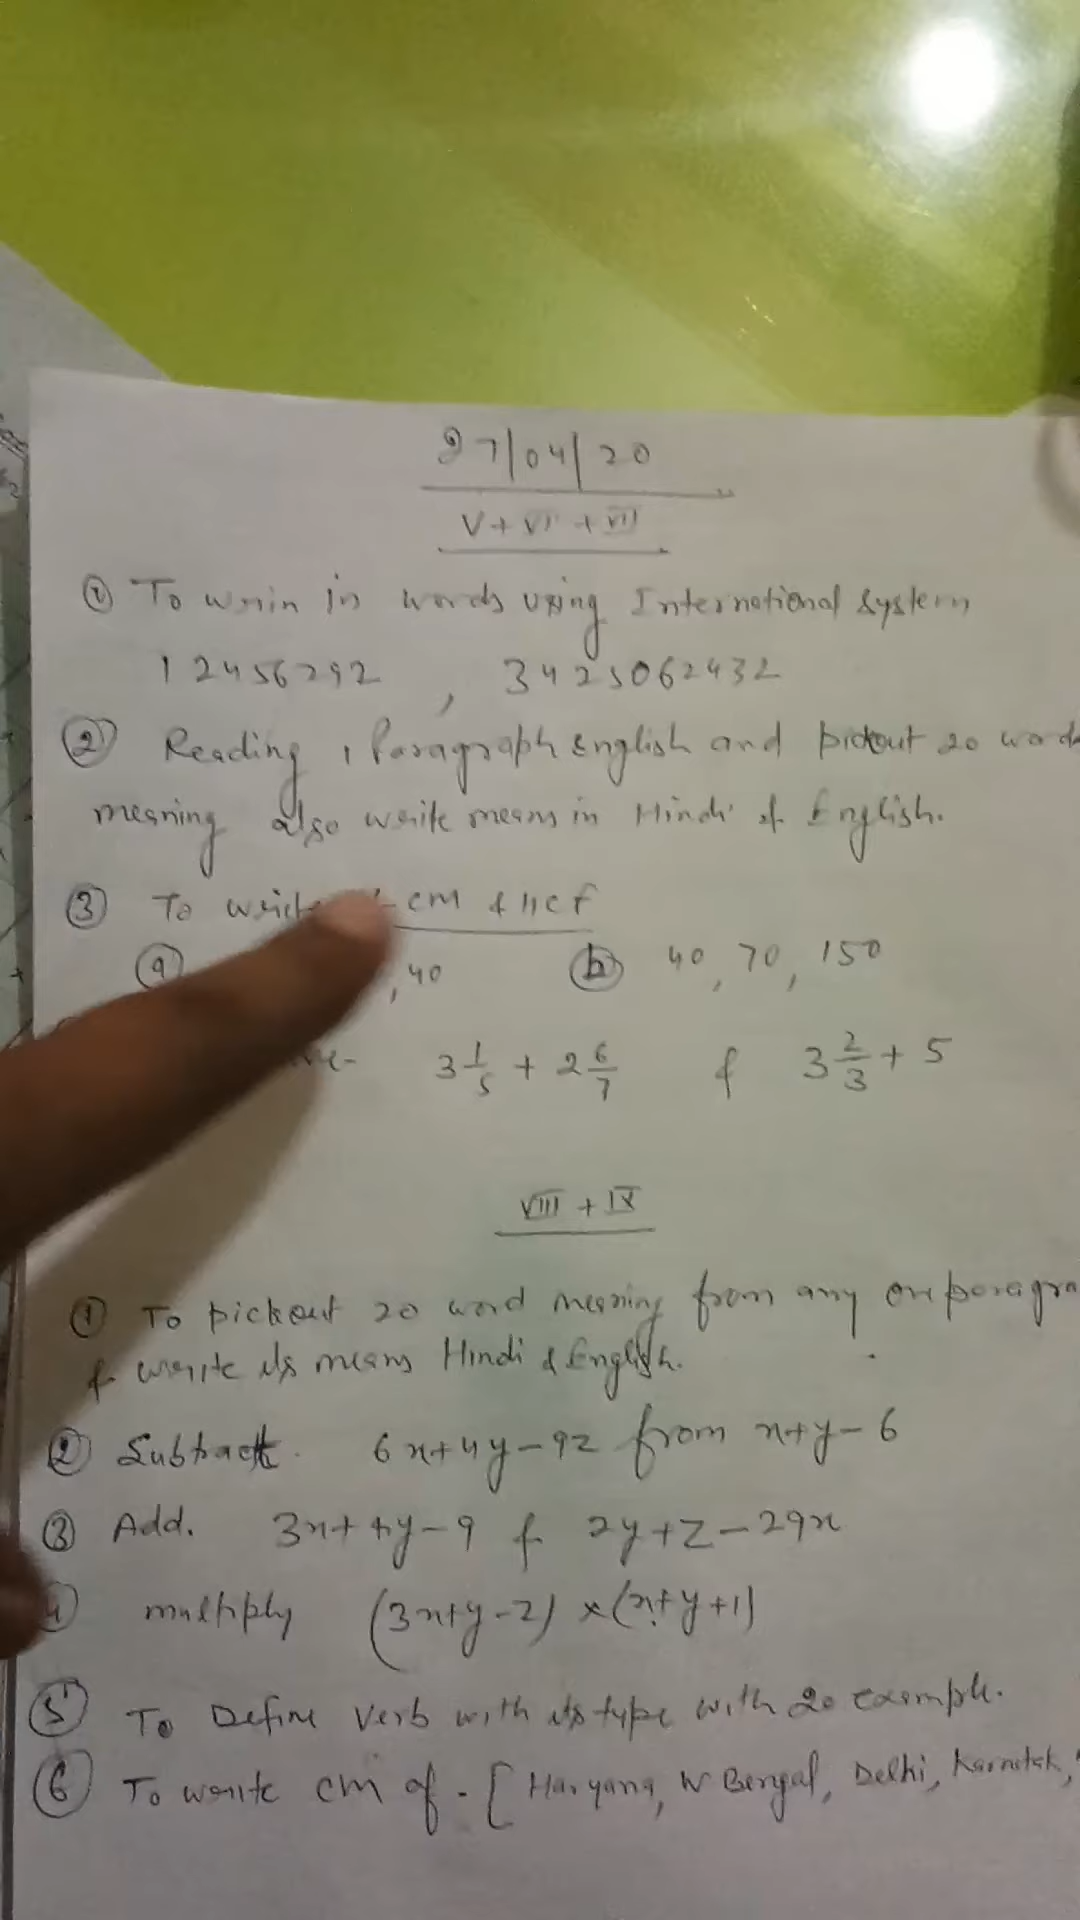 27/04/20
V + VI + VII
① To wrin in words using International System
12456292 , 3425062432
② Reading 1 Paragraph English and pickout 20 words
meaning also write means in Hindi & English.
③ To write LCM & HCF
(a) , 40 (b) 40, 70, 150
3 1/5 + 2 6/7 & 3 2/3 + 5
VIII + IX
① To pickout 20 word meaning from any one paragra
& write its means Hindi & English.
② Subtract. 6x+4y-9z from x+y-6
③ Add. 3x+4y-9 & 2y+z-29x
4 multiply (3x+y-2) × (x+y+1)
⑤ To Define Verb with its type with 20 example.
⑥ To write cm of - [Haryana, W Bengal, Delhi, Karnatak,